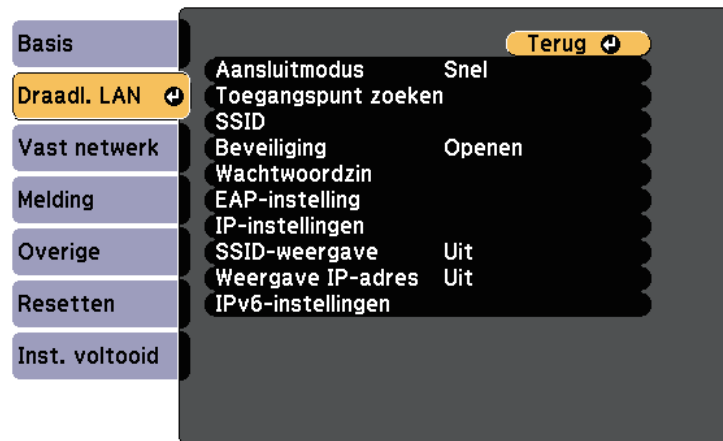 Basis
Draadl. LAN
Vast netwerk
Melding
Overige
Resetten
Inst. voltooid
Terug
Aansluitmodus Snel
Toegangspunt zoeken
SSID
Beveiliging Openen
Wachtwoordzin
EAP-instelling
IP-instellingen
SSID-weergave Uit
Weergave IP-adres Uit
IPv6-instellingen